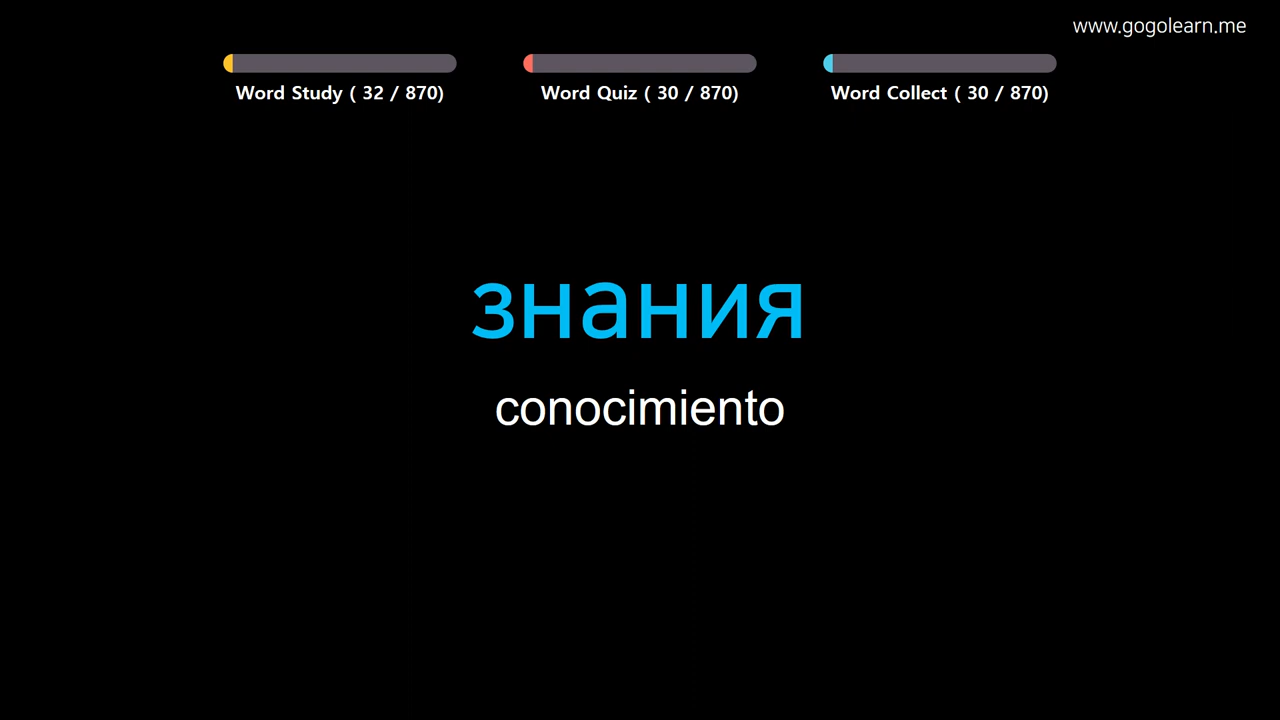 www.gogolearn.me
Word Study ( 32 / 870)
Word Quiz ( 30 / 870)
Word Collect ( 30 / 870)
знания
conocimiento